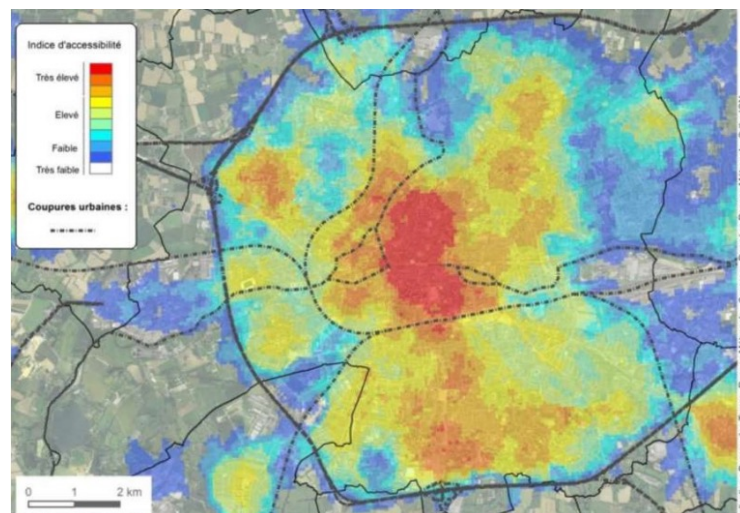 Indice d'accessibilité
Très élevé
Elevé
Faible
Très faible
Coupures urbaines :
0 1 2 km